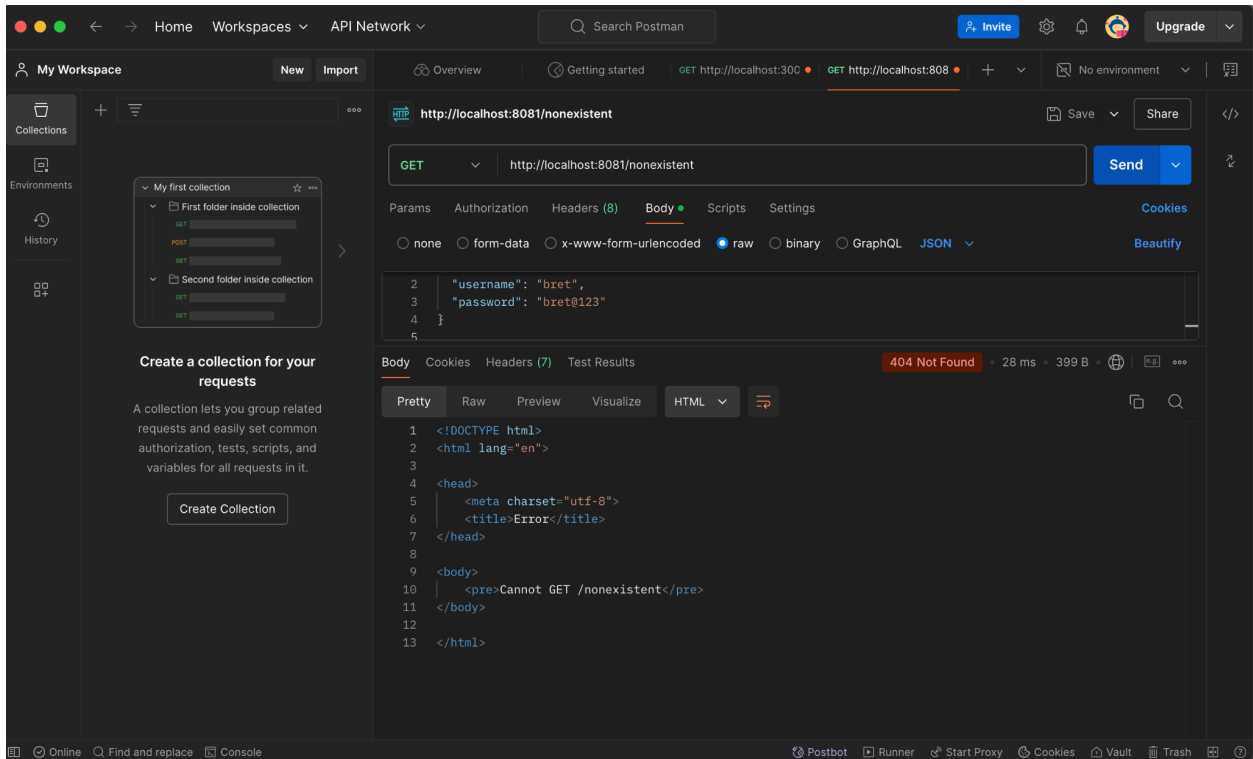 Home Workspaces API Network Search Postman Invite Upgrade
My Workspace New Import Overview Getting started GET http://localhost:300 GET http://localhost:808 No environment
Collections
Environments
History
My first collection
First folder inside collection
GET
POST
GET
Second folder inside collection
GET
GET
Create a collection for your
requests
A collection lets you group related
requests and easily set common
authorization, tests, scripts, and
variables for all requests in it.
Create Collection
HTTP http://localhost:8081/nonexistent Save Share
GET http://localhost:8081/nonexistent Send
Params Authorization Headers (8) Body Scripts Settings Cookies
none form-data x-www-form-urlencoded raw binary GraphQL JSON Beautify
2 "username": "bret",
3 "password": "bret@123"
4 }
5
Body Cookies Headers (7) Test Results 404 Not Found 28 ms 399 B e.g.
Pretty Raw Preview Visualize HTML
1 <!DOCTYPE html>
2 <html lang="en">
3
4 <head>
5 <meta charset="utf-8">
6 <title>Error</title>
7 </head>
8
9 <body>
10 <pre>Cannot GET /nonexistent</pre>
11 </body>
12
13 </html>
Online Find and replace Console Postbot Runner Start Proxy Cookies Vault Trash